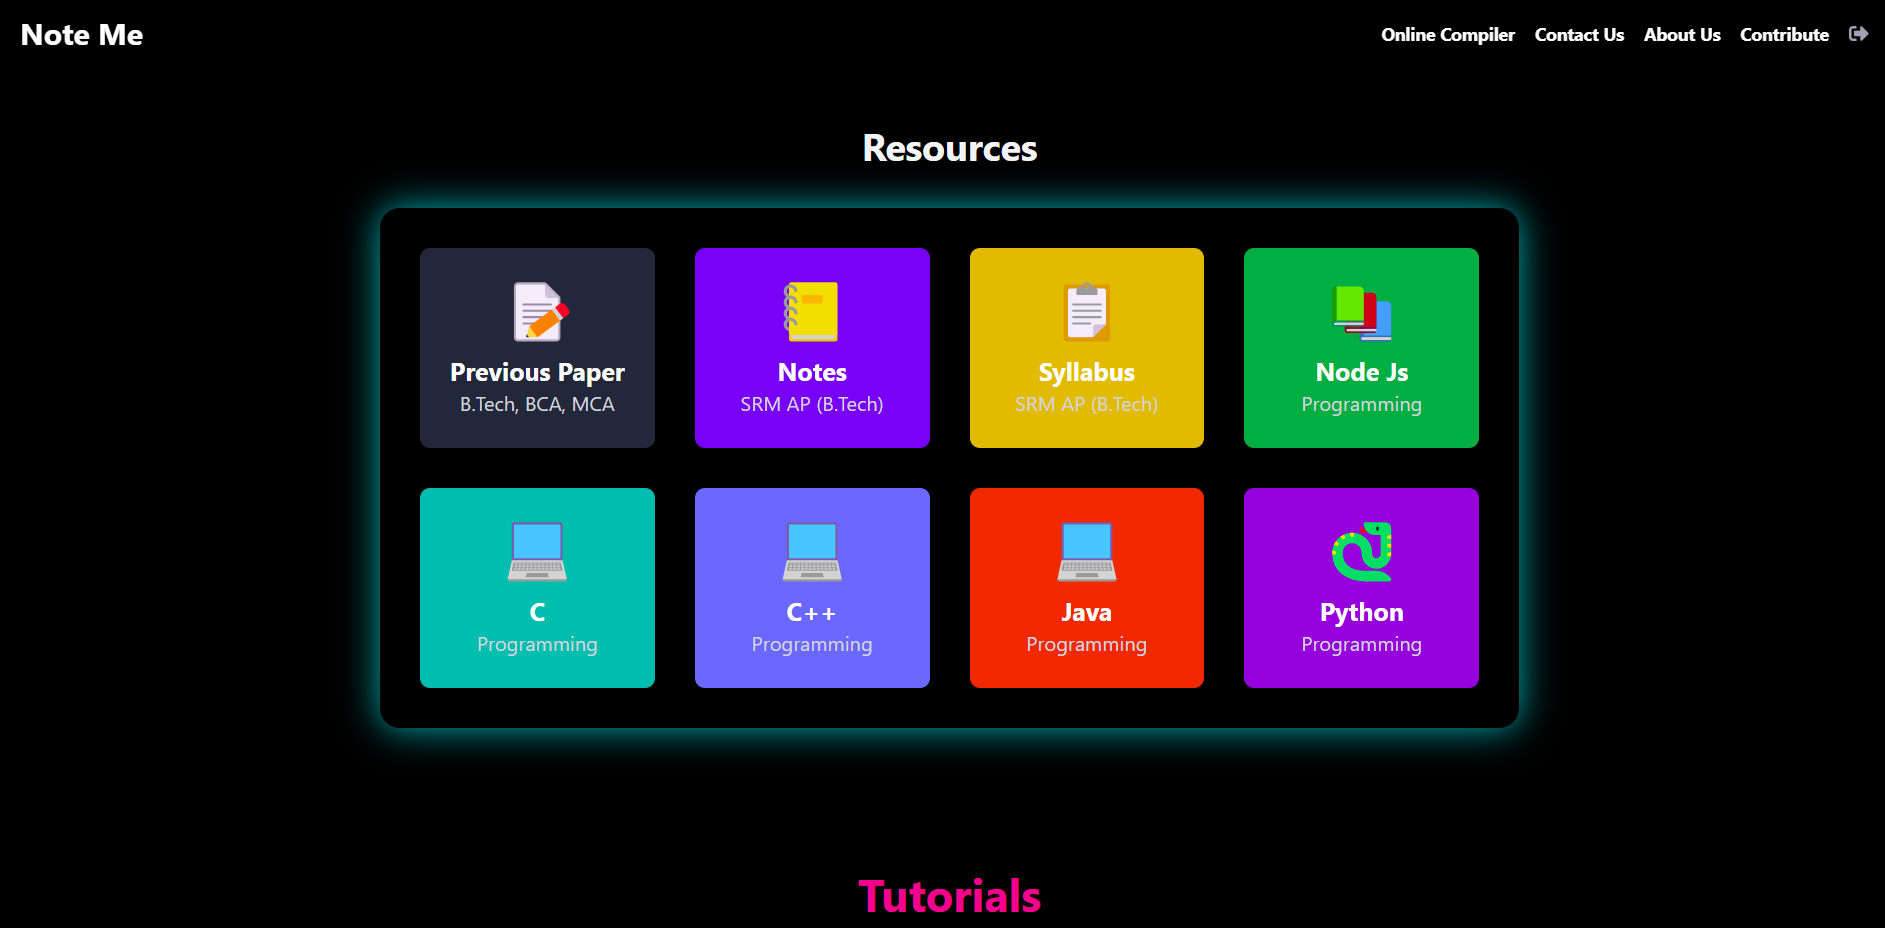 Note Me
Online Compiler
Contact Us
About Us
Contribute
Resources
Previous Paper
B.Tech, BCA, MCA
Notes
SRM AP (B.Tech)
Syllabus
SRM AP (B.Tech)
Node Js
Programming
C
Programming
C++
Programming
Java
Programming
Python
Programming
Tutorials